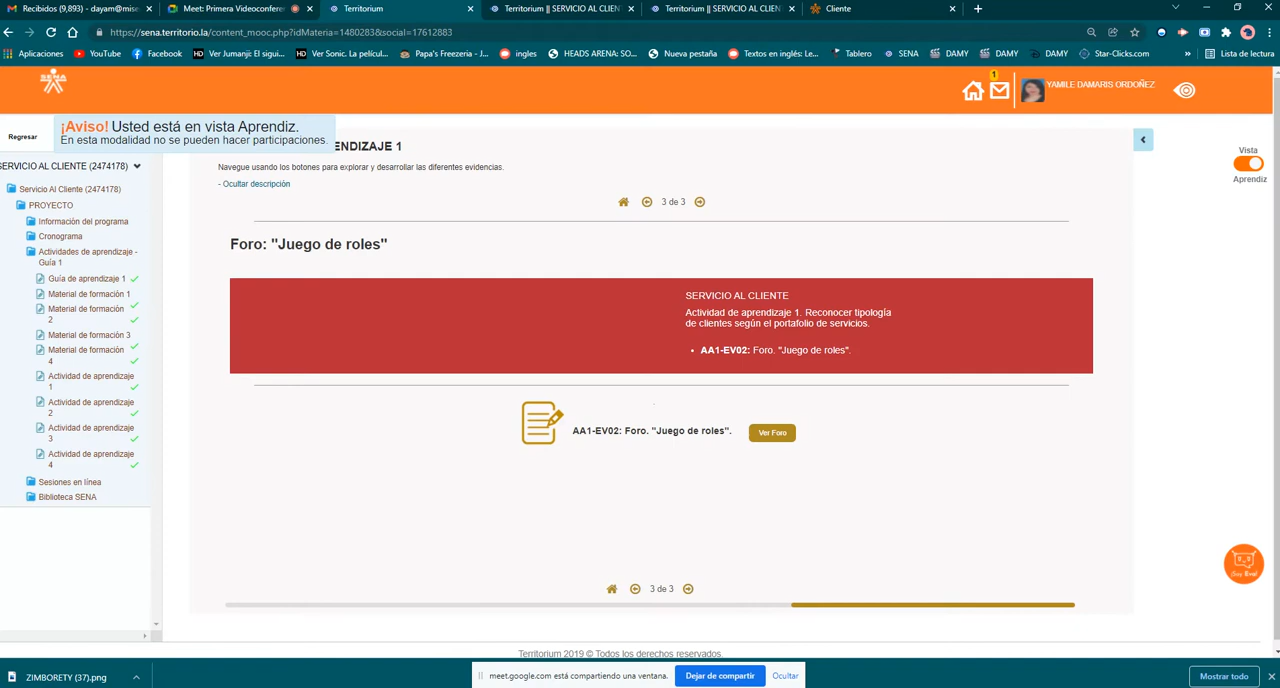 Recibidos (9,893) - dayam@mise
Meet: Primera Videoconferen
Territorium
Territorium || SERVICIO AL CLIENT
Territorium || SERVICIO AL CLIEN
Cliente
https://sena.territorio.la/content_mooc.php?idMateria=1480283&social=17612883
Aplicaciones
YouTube
Facebook
Ver Jumanji: El sigui...
Ver Sonic. La pelícu...
Papa's Freezeria - J...
ingles
HEADS ARENA: SO...
Nueva pestaña
Textos en inglés: Le...
Tablero
SENA
DAMY
DAMY
DAMY
Star-Clicks.com
»
Lista de lectura
SENA
1
YAMILE DAMARIS ORDOÑEZ
Regresar
¡Aviso! Usted está en vista Aprendiz.
En esta modalidad no se pueden hacer participaciones.
ENDIZAJE 1
Vista
Aprendiz
SERVICIO AL CLIENTE (2474178)
Navegue usando los botones para explorar y desarrollar las diferentes evidencias.
- Ocultar descripción
Servicio Al Cliente (2474178)
PROYECTO
Información del programa
Cronograma
Actividades de aprendizaje -
Guía 1
Guía de aprendizaje 1
Material de formación 1
Material de formación
2
Material de formación 3
Material de formación
4
Actividad de aprendizaje
1
Actividad de aprendizaje
2
Actividad de aprendizaje
3
Actividad de aprendizaje
4
Sesiones en línea
Biblioteca SENA
3 de 3
Foro: "Juego de roles"
SERVICIO AL CLIENTE
Actividad de aprendizaje 1. Reconocer tipología
de clientes según el portafolio de servicios.
• AA1-EV02: Foro. "Juego de roles".
AA1-EV02: Foro. "Juego de roles".
Ver Foro
3 de 3
¡Soy Eva!
Territorium 2019 © Todos los derechos reservados.
ZIMBORETY (37).png
meet.google.com está compartiendo una ventana.
Dejar de compartir
Ocultar
Mostrar todo